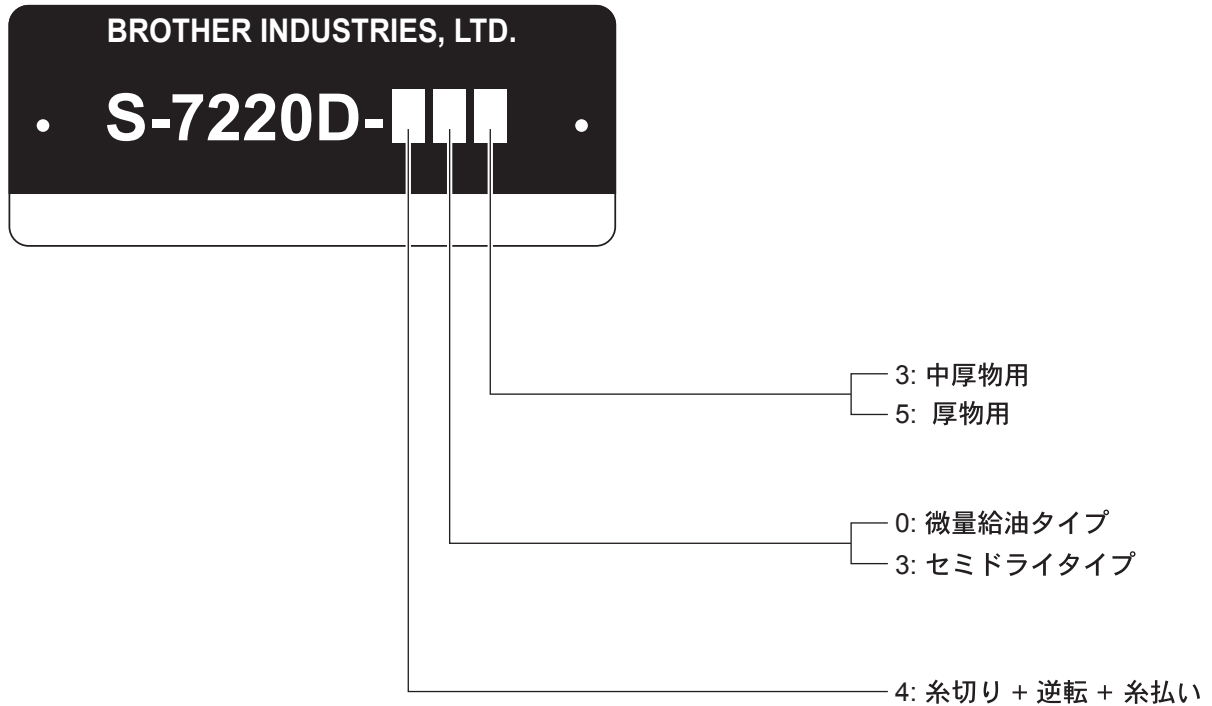 BROTHER INDUSTRIES, LTD.
S-7220D-
3: 中厚物用
5: 厚物用
0: 微量給油タイプ
3: セミドライタイプ
4: 糸切り + 逆転 + 糸払い